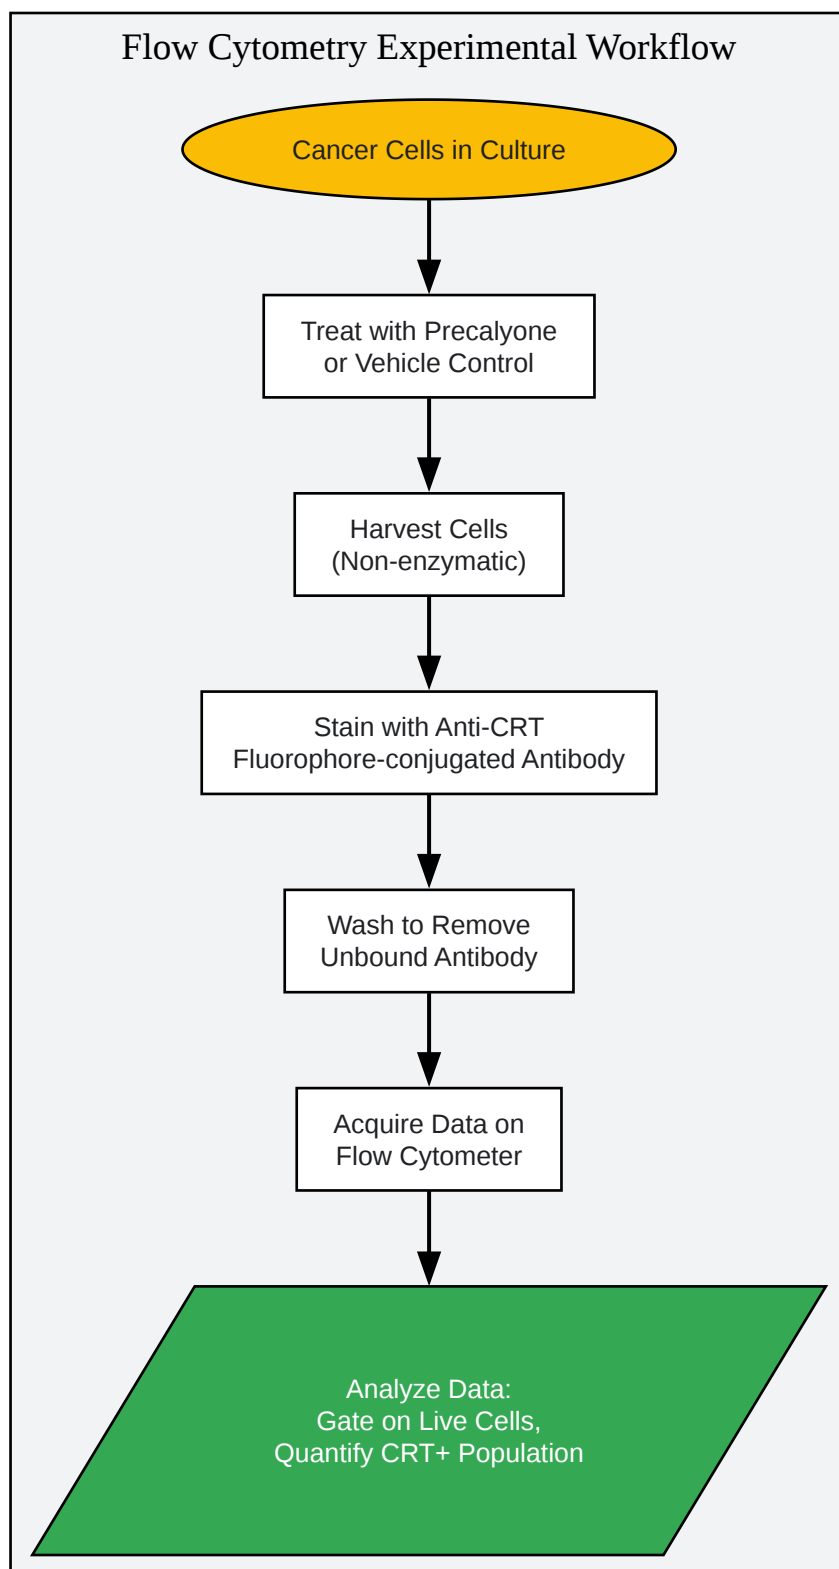 Flow Cytometry Experimental Workflow
Cancer Cells in Culture
Treat with Precalyone
or Vehicle Control
Harvest Cells
(Non-enzymatic)
Stain with Anti-CRT
Fluorophore-conjugated Antibody
Wash to Remove
Unbound Antibody
Acquire Data on
Flow Cytometer
Analyze Data:
Gate on Live Cells,
Quantify CRT+ Population